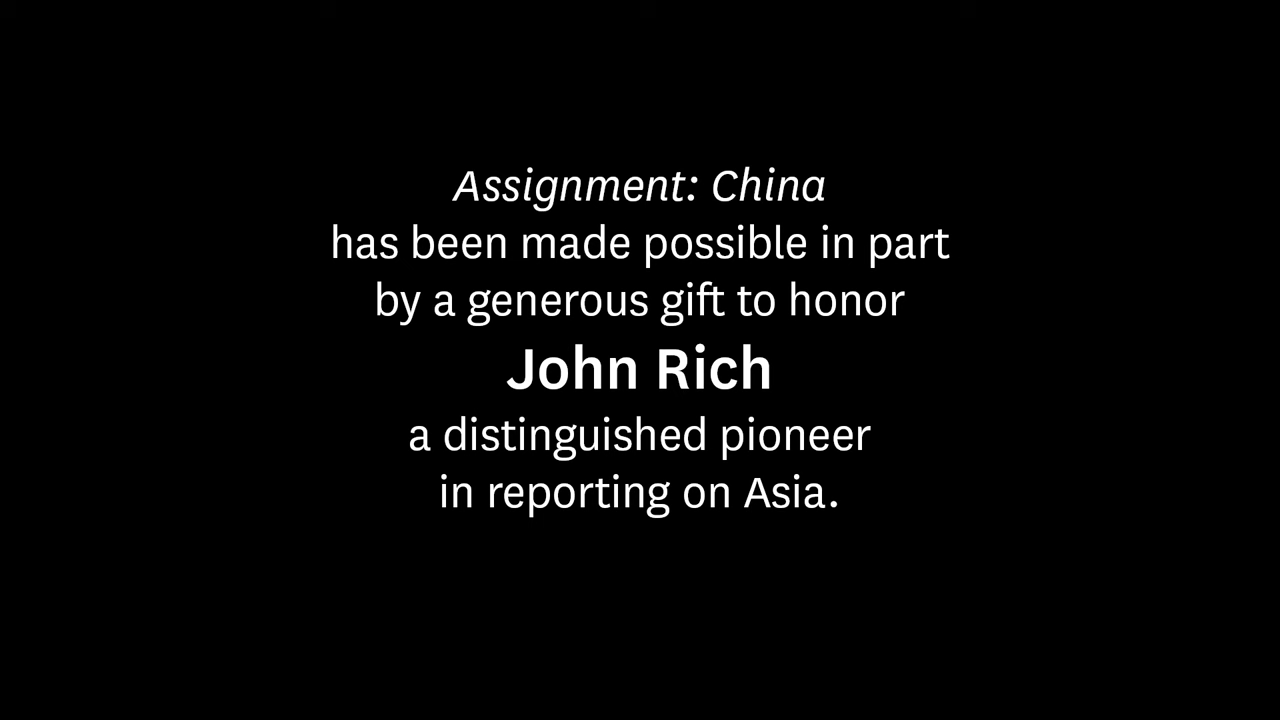 Assignment: China
has been made possible in part
by a generous gift to honor
John Rich
a distinguished pioneer
in reporting on Asia.